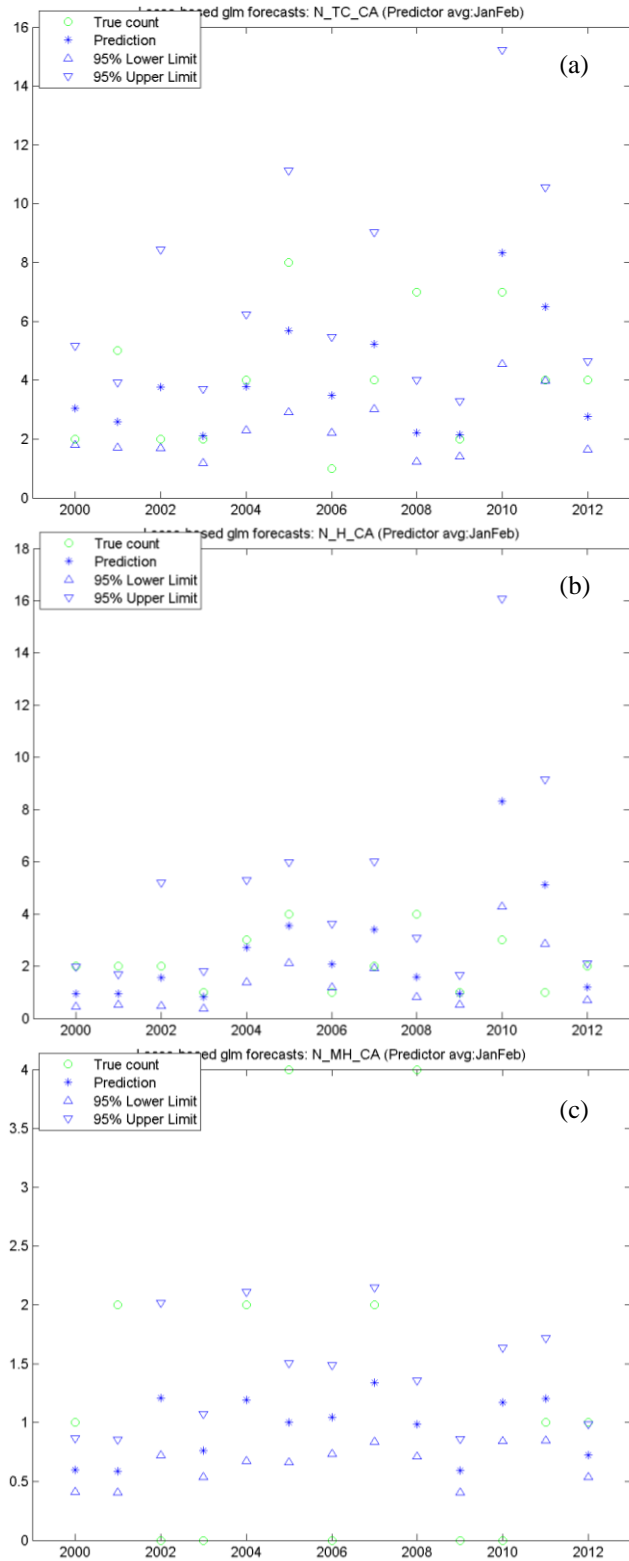 Lasso-based glm forecasts: N_TC_CA (Predictor avg:JanFeb)
True count
Prediction
95% Lower Limit
95% Upper Limit
(a)
16
14
12
10
8
6
4
2
0
2000 2002 2004 2006 2008 2010 2012
Lasso-based glm forecasts: N_H_CA (Predictor avg:JanFeb)
True count
Prediction
95% Lower Limit
95% Upper Limit
(b)
18
16
14
12
10
8
6
4
2
0
2000 2002 2004 2006 2008 2010 2012
Lasso-based glm forecasts: N_MH_CA (Predictor avg:JanFeb)
True count
Prediction
95% Lower Limit
95% Upper Limit
(c)
4
3.5
3
2.5
2
1.5
1
0.5
0
2000 2002 2004 2006 2008 2010 2012